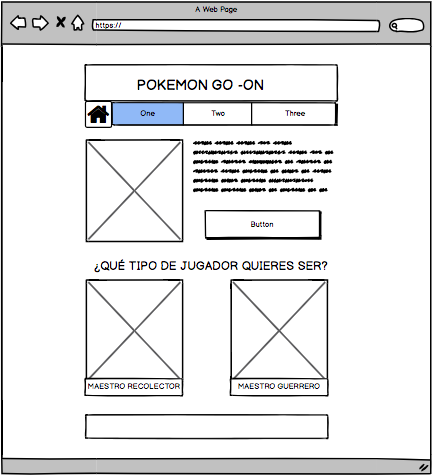 A Web Page
https://
POKEMON GO -ON
One
Two
Three
Button
¿QUÉ TIPO DE JUGADOR QUIERES SER?
MAESTRO RECOLECTOR
MAESTRO GUERRERO